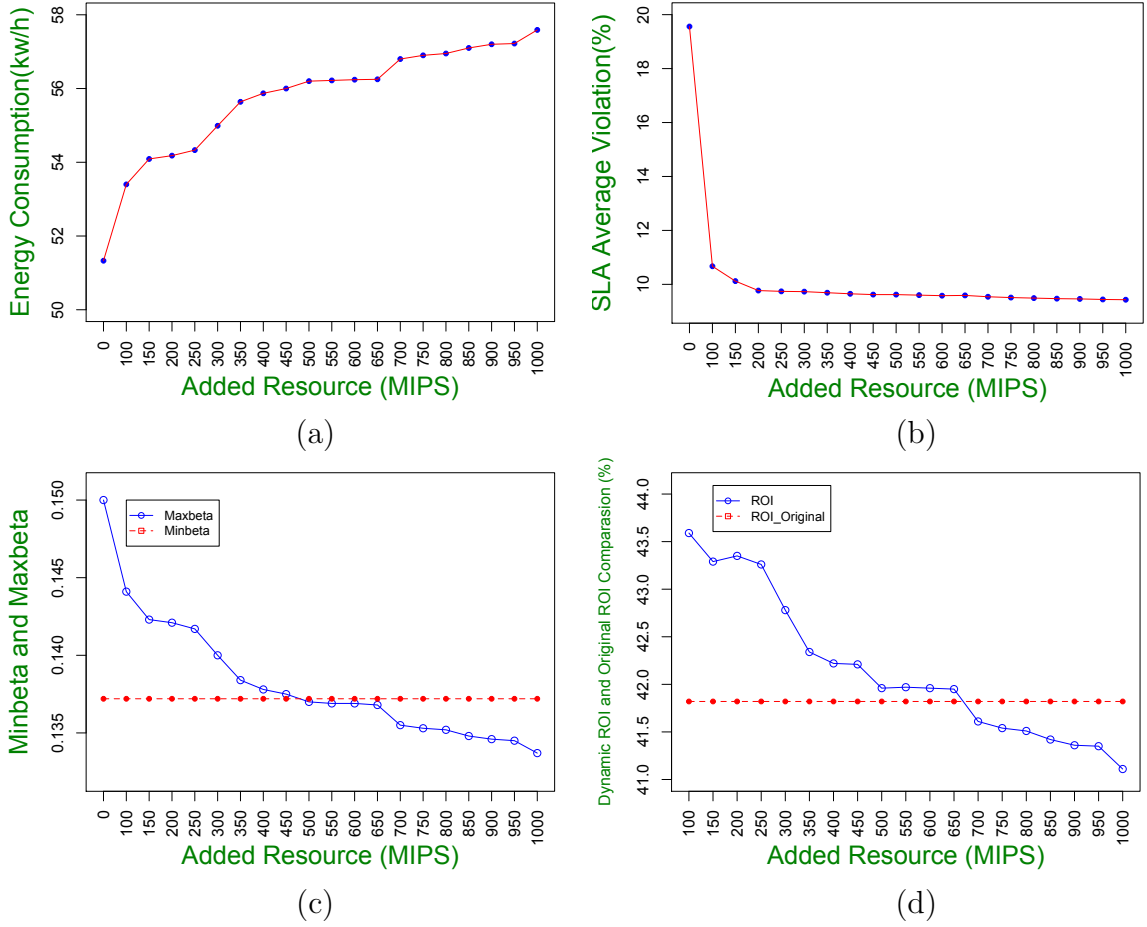 Energy Consumption(kw/h)
58
56
54
52
50
0 100 150 200 250 300 350 400 450 500 550 600 650 700 750 800 850 900 950 1000
Added Resource (MIPS)
(a)
SLA Average Violation(%)
20
18
16
14
12
10
0 100 150 200 250 300 350 400 450 500 550 600 650 700 750 800 850 900 950 1000
Added Resource (MIPS)
(b)
Minbeta and Maxbeta
0.150
0.145
0.140
0.135
Maxbeta
Minbeta
0 100 150 200 250 300 350 400 450 500 550 600 650 700 750 800 850 900 950 1000
Added Resource (MIPS)
(c)
Dynamic ROI and Original ROI Comparasion (%)
44.0
43.5
43.0
42.5
42.0
41.5
41.0
ROI
ROI_Original
100 150 200 250 300 350 400 450 500 550 600 650 700 750 800 850 900 950 1000
Added Resource (MIPS)
(d)